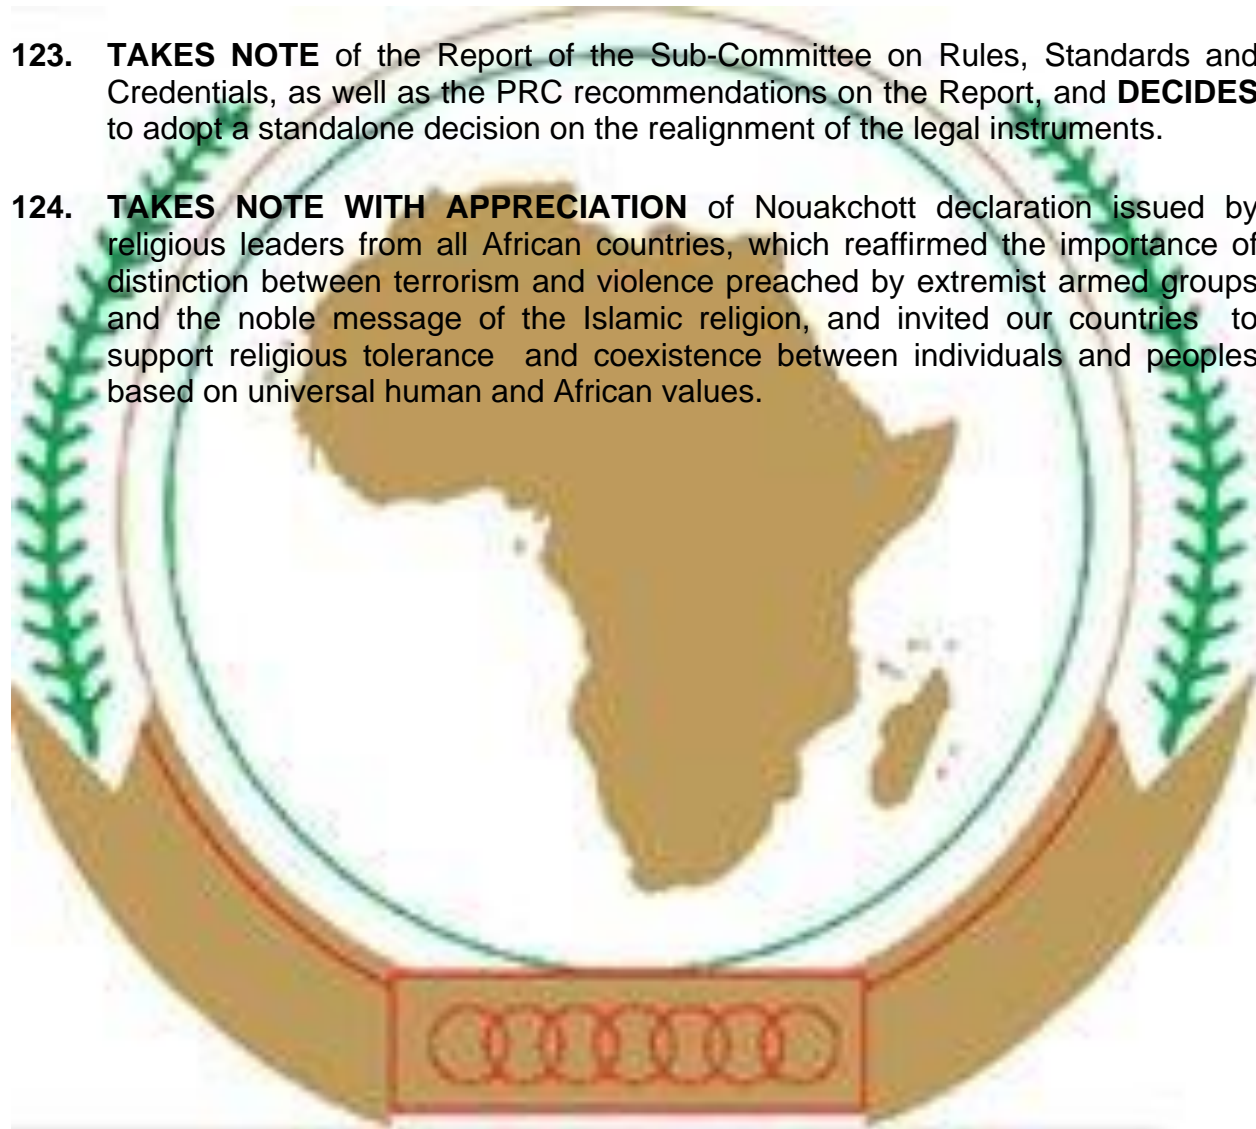 123. TAKES NOTE of the Report of the Sub-Committee on Rules, Standards and
Credentials, as well as the PRC recommendations on the Report, and DECIDES
to adopt a standalone decision on the realignment of the legal instruments.
124. TAKES NOTE WITH APPRECIATION of Nouakchott declaration issued by
religious leaders from all African countries, which reaffirmed the importance of
distinction between terrorism and violence preached by extremist armed groups
and the noble message of the Islamic religion, and invited our countries to
support religious tolerance and coexistence between individuals and peoples
based on universal human and African values.